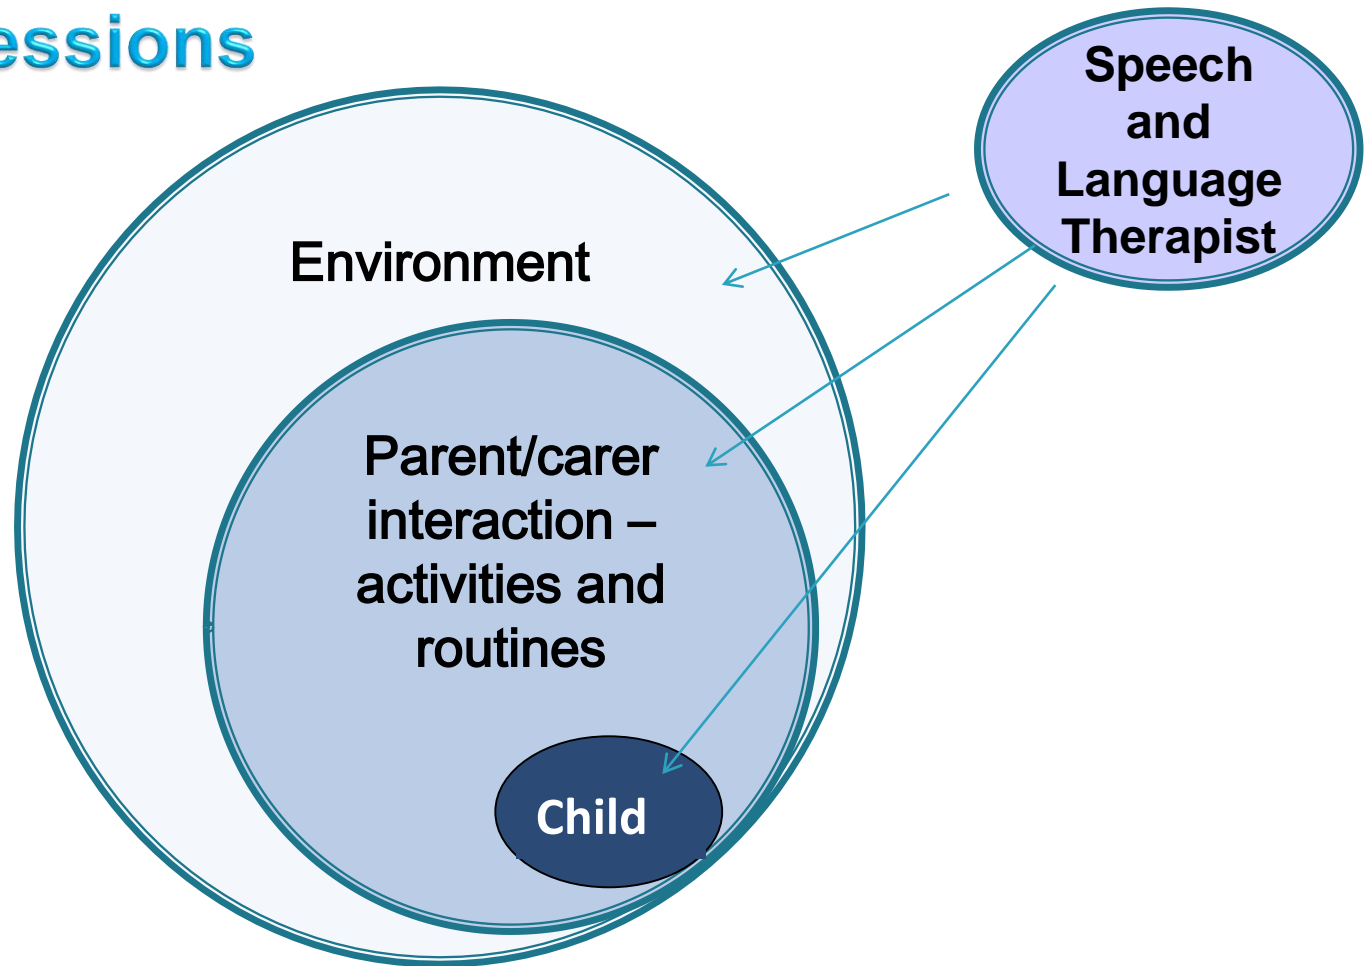 essions
Speech
and
Language
Therapist
Environment
Parent/carer
interaction –
activities and
routines
Child